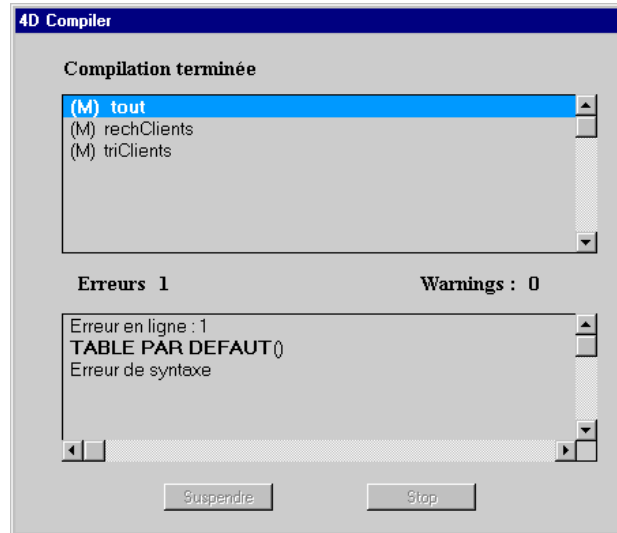 4D Compiler
Compilation terminée
(M) tout
(M) rechClients
(M) triClients
Erreurs 1 Warnings : 0
Erreur en ligne : 1
TABLE PAR DEFAUT()
Erreur de syntaxe
Suspendre Stop